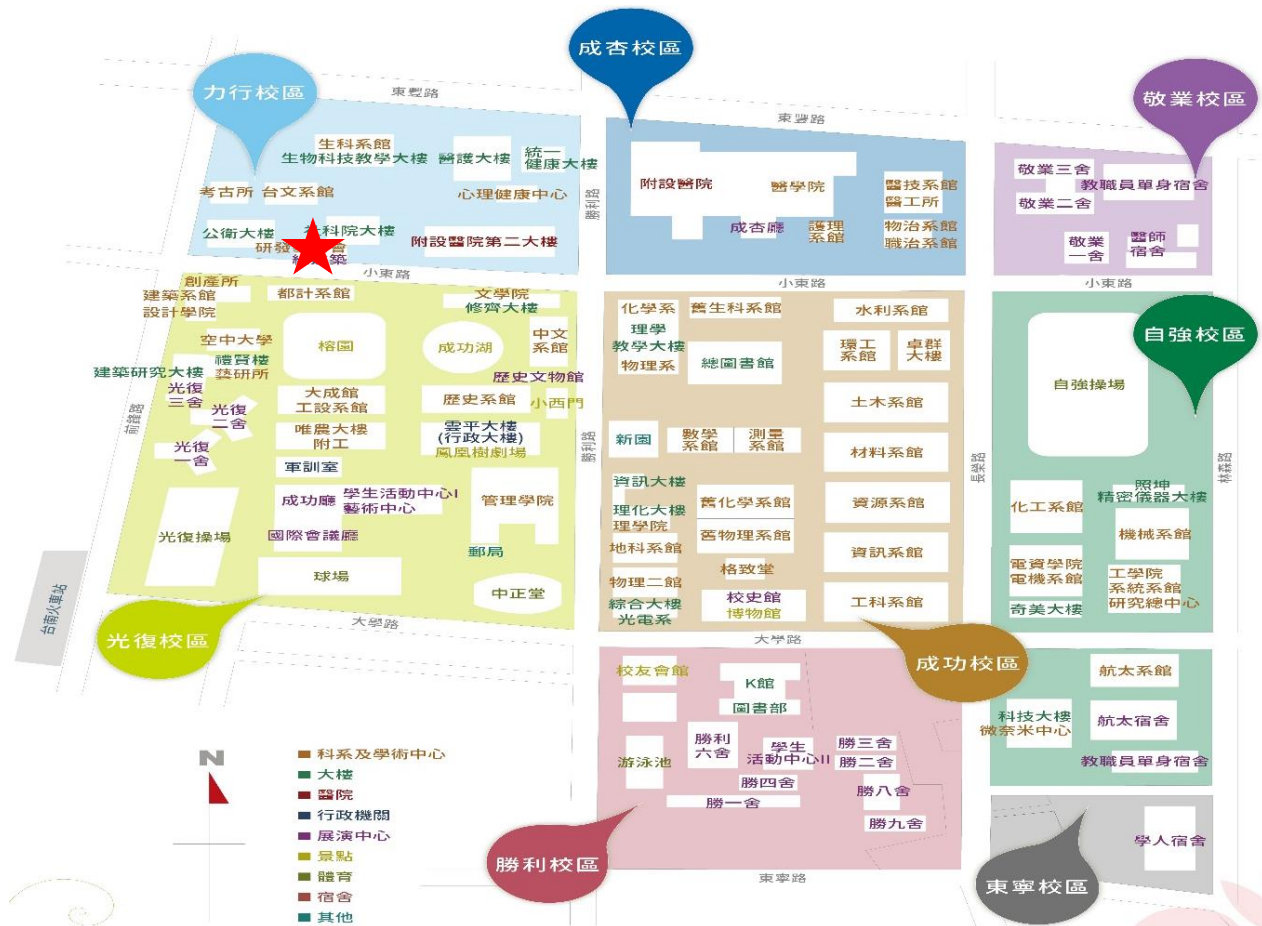 成杏校區
力行校區
敬業校區
東豐路
東豐路
生科系館
生物科技教學大樓
醫護大樓
統一
健康大樓
考古所
台文系館
心理健康中心
公衛大樓
社科院大樓
研發
附設醫院第二大樓
勝利路
附設醫院
醫學院
醫技系館
醫工所
成杏廳
護理
系館
物治系館
職治系館
敬業三舍
教職員單身宿舍
敬業二舍
敬業
一舍
醫師
宿舍
小東路
小東路
小東路
創產所
建築系館
設計學院
都計系館
文學院
修齊大樓
空中大學
榕園
成功湖
中文
系館
建築研究大樓
禮賢樓
藝研所
歷史文物館
光復
三舍
大成館
工設系館
歷史系館
小西門
光復
二舍
唯農大樓
附工
雲平大樓
(行政大樓)
鳳凰樹劇場
光復
一舍
軍訓室
成功廳
學生活動中心I
藝術中心
管理學院
光復操場
國際會議廳
郵局
球場
中正堂
前鋒路
台南火車站
光復校區
大學路
勝利路
化學系
舊生科系館
水利系館
理學
教學大樓
物理系
總圖書館
環工
系館
卓群
大樓
土木系館
新園
數學
系館
測量
系館
材料系館
資訊大樓
理化大樓
理學院
舊化學系館
資源系館
地科系館
舊物理系館
資訊系館
物理二館
格致堂
綜合大樓
光電系
校史館
博物館
工科系館
大學路
成功校區
長榮路
自強校區
自強操場
林森路
化工系館
照坤
精密儀器大樓
機械系館
電資學院
電機系館
工學院
系統系館
研究總中心
奇美大樓
校友會館
K館
圖書部
游泳池
勝利
六舍
學生
活動中心II
勝三舍
勝二舍
勝四舍
勝八舍
勝一舍
勝九舍
勝利校區
東寧路
航太系館
科技大樓
微奈米中心
航太宿舍
教職員單身宿舍
學人宿舍
東寧校區
N
科系及學術中心
大樓
醫院
行政機關
展演中心
景點
體育
宿舍
其他